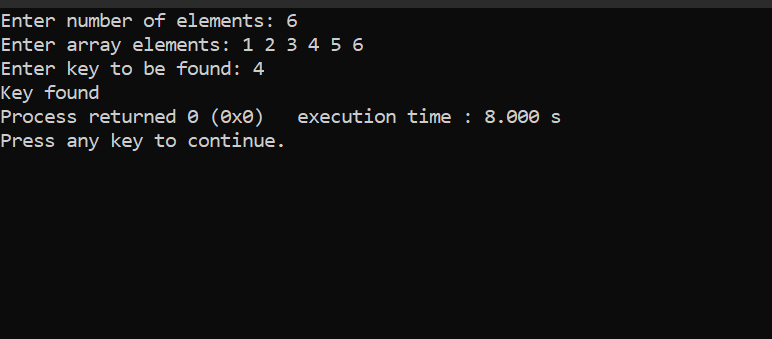 Enter number of elements: 6
Enter array elements: 1 2 3 4 5 6
Enter key to be found: 4
Key found
Process returned 0 (0x0)   execution time : 8.000 s
Press any key to continue.